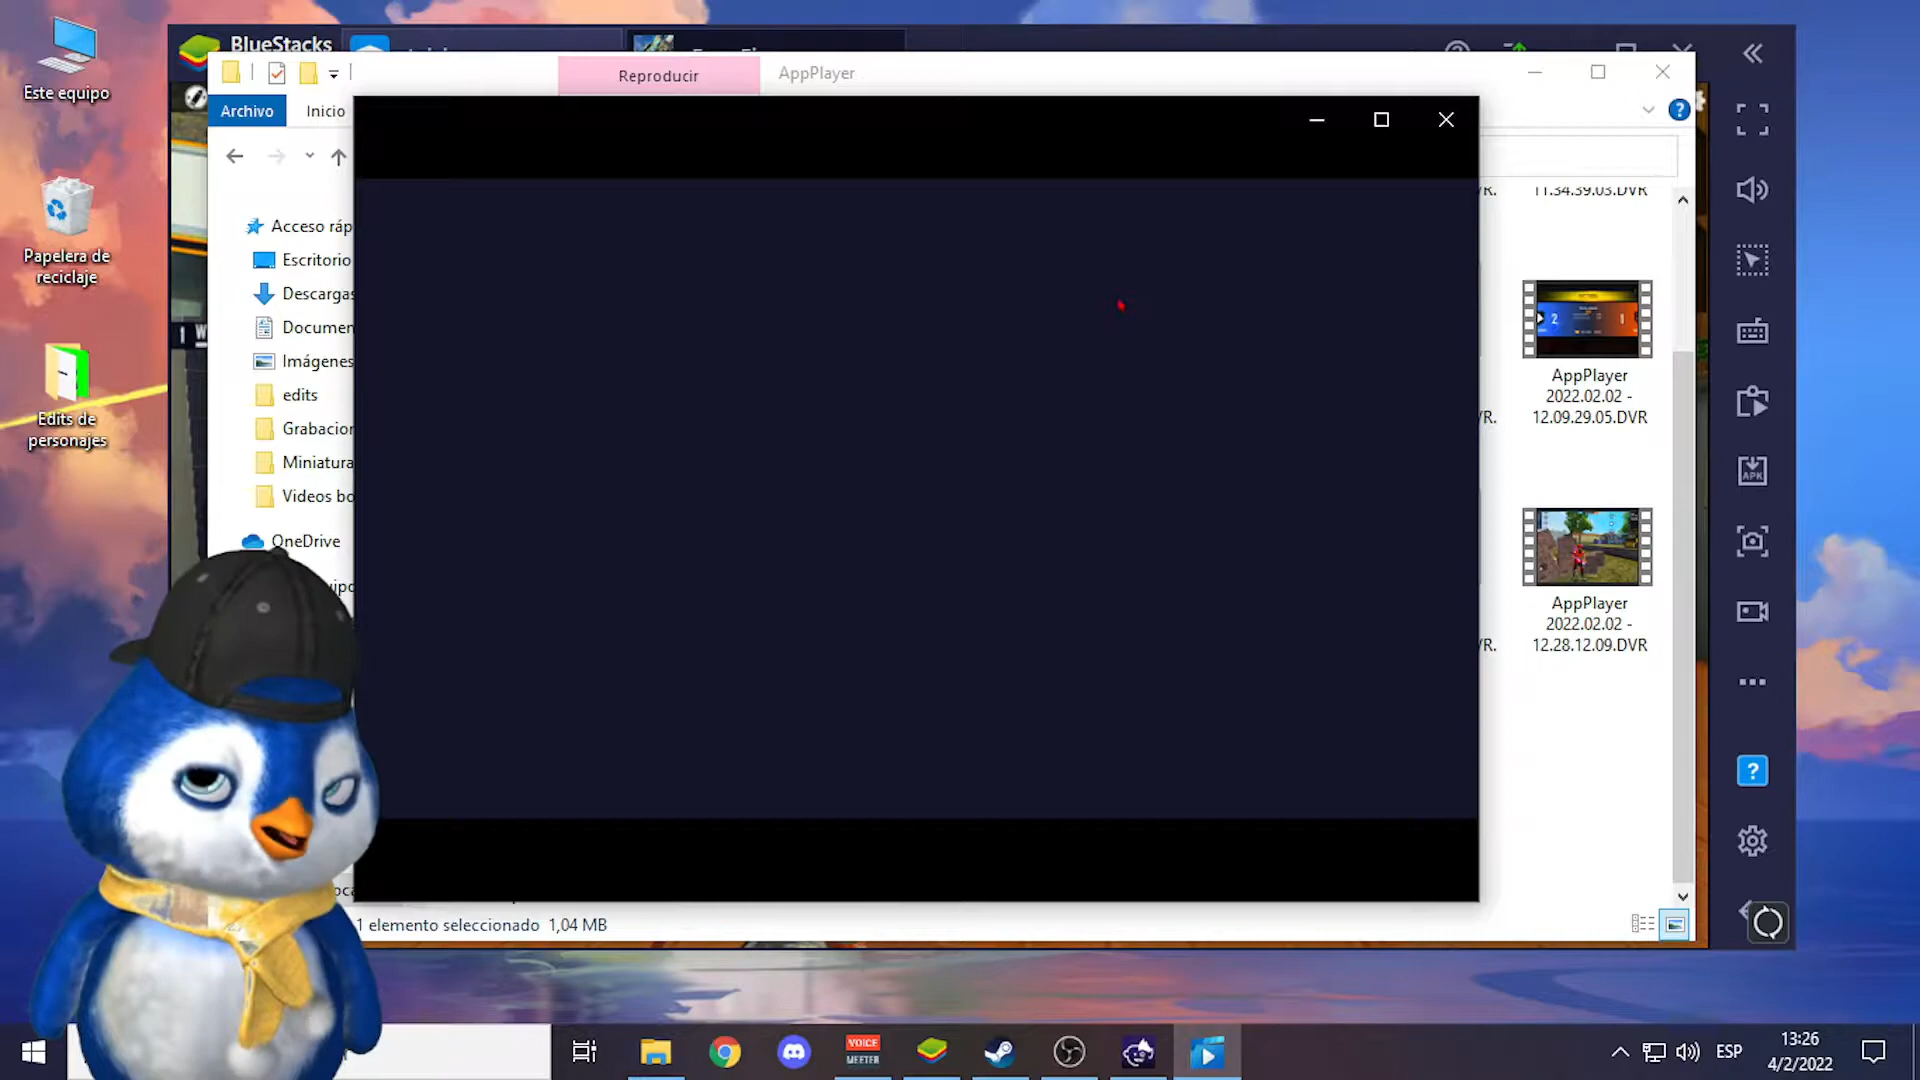 Este equipo
Papelera de
reciclaje
Edits de
personajes
BlueStacks
Reproducir
AppPlayer
Archivo
Inicio
Acceso ráp
Escritorio
Descargas
Documen
Imágenes
edits
Grabacion
Miniatura
Videos bo
OneDrive
11.34.39.03.DVR
AppPlayer
2022.02.02 -
12.09.29.05.DVR
AppPlayer
2022.02.02 -
12.28.12.09.DVR
1 elemento seleccionado 1,04 MB
APK
VOICE
MEETER
ESP
13:26
4/2/2022